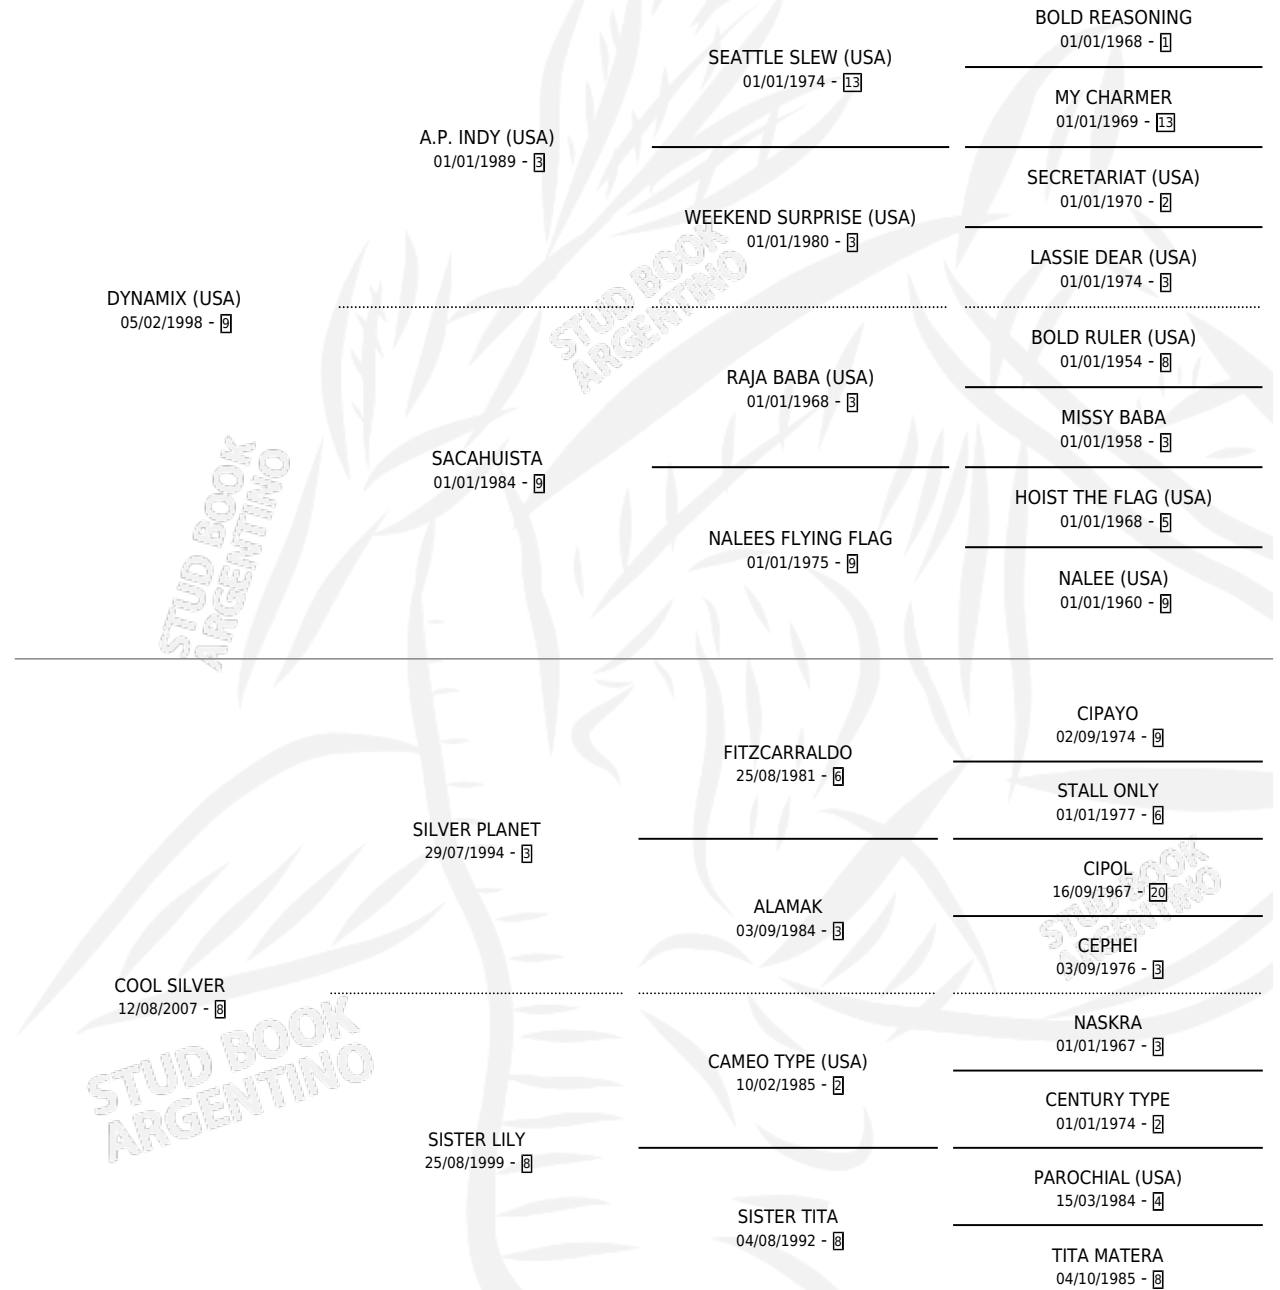 BOLD REASONING
01/01/1968 - 1
SEATTLE SLEW (USA)
01/01/1974 - 13
MY CHARMER
01/01/1969 - 13
A.P. INDY (USA)
01/01/1989 - 3
SECRETARIAT (USA)
01/01/1970 - 2
WEEKEND SURPRISE (USA)
01/01/1980 - 3
LASSIE DEAR (USA)
01/01/1974 - 3
DYNAMIX (USA)
05/02/1998 - 9
BOLD RULER (USA)
01/01/1954 - 8
RAJA BABA (USA)
01/01/1968 - 3
MISSY BABA
01/01/1958 - 3
SACAHUISTA
01/01/1984 - 9
HOIST THE FLAG (USA)
01/01/1968 - 5
NALEES FLYING FLAG
01/01/1975 - 9
NALEE (USA)
01/01/1960 - 9
CIPAYO
02/09/1974 - 9
FITZCARRALDO
25/08/1981 - 6
STALL ONLY
01/01/1977 - 6
SILVER PLANET
29/07/1994 - 3
CIPOL
16/09/1967 - 20
ALAMAK
03/09/1984 - 3
CEPHEI
03/09/1976 - 3
COOL SILVER
12/08/2007 - 8
NASKRA
01/01/1967 - 3
CAMEO TYPE (USA)
10/02/1985 - 2
CENTURY TYPE
01/01/1974 - 2
SISTER LILY
25/08/1999 - 8
PAROCHIAL (USA)
15/03/1984 - 4
SISTER TITA
04/08/1992 - 8
TITA MATERA
04/10/1985 - 8
STUD BOOK
ARGENTINO
STUD BOOK
ARGENTINO
STUD BOOK
ARGENTINO
STUD BOOK
ARGENTINO